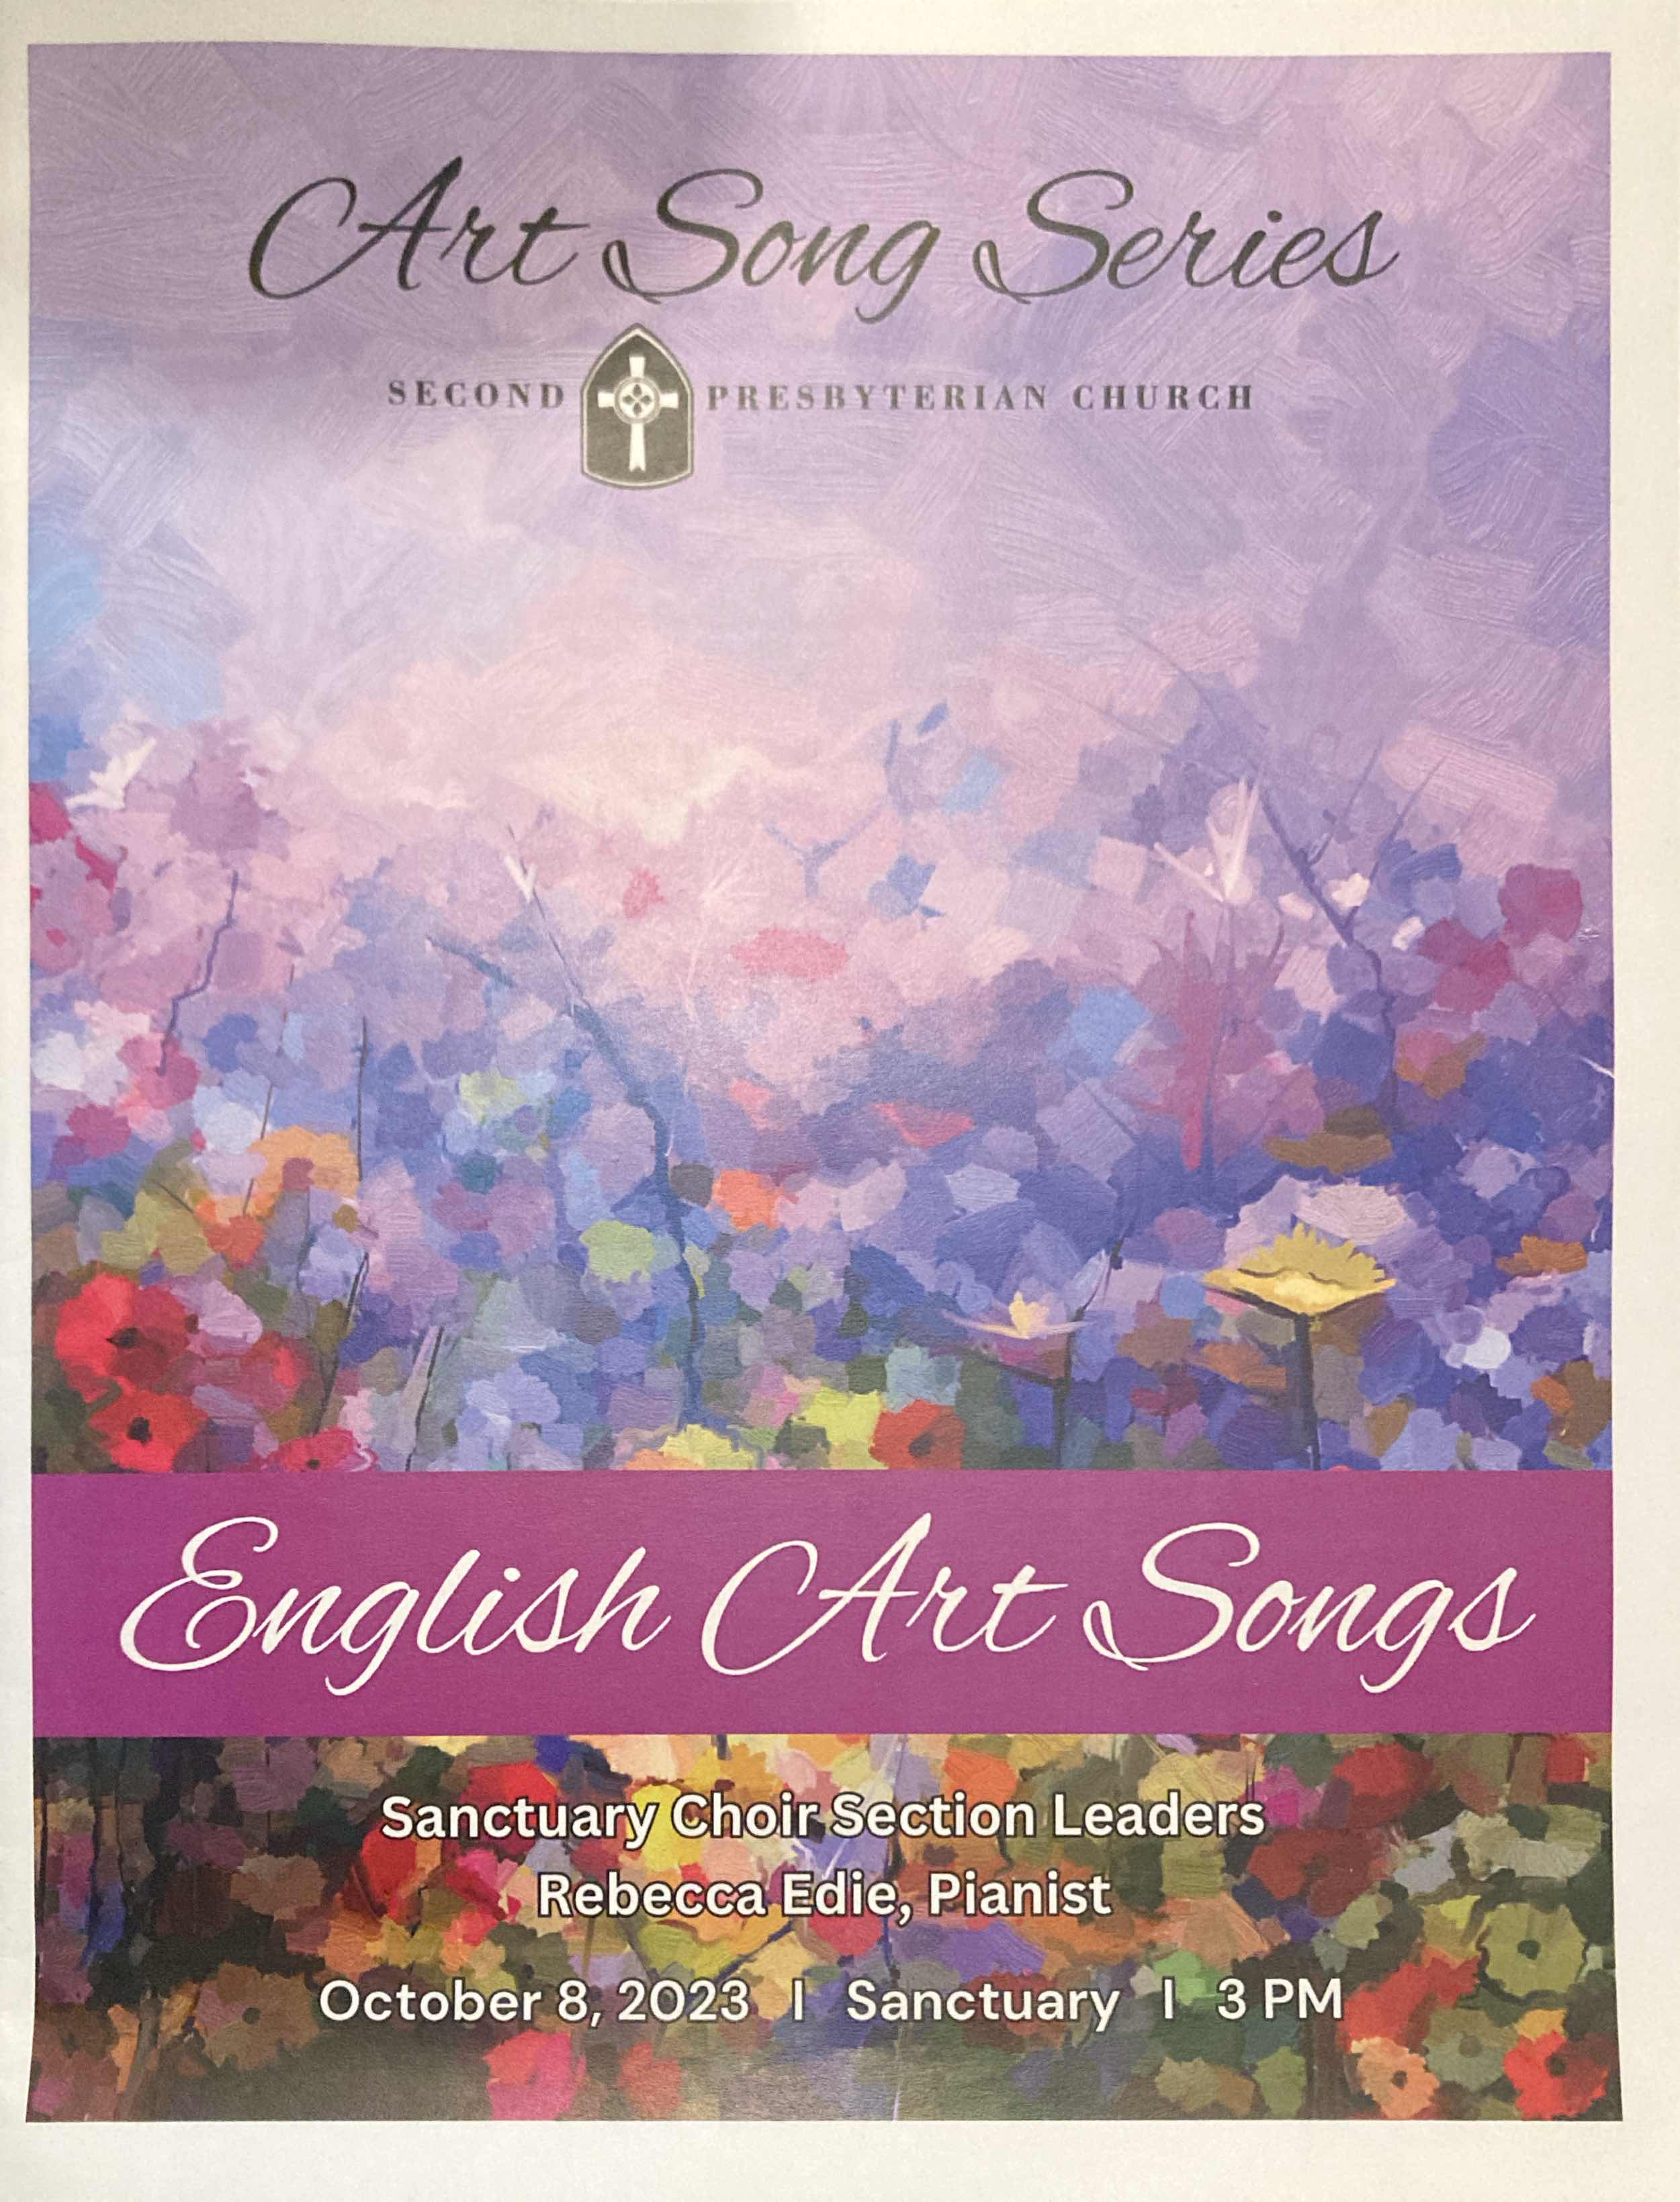 Art Song Series
SECOND PRESBYTERIAN CHURCH
English Art Songs
Sanctuary Choir Section Leaders
Rebecca Edie, Pianist
October 8, 2023 | Sanctuary | 3 PM